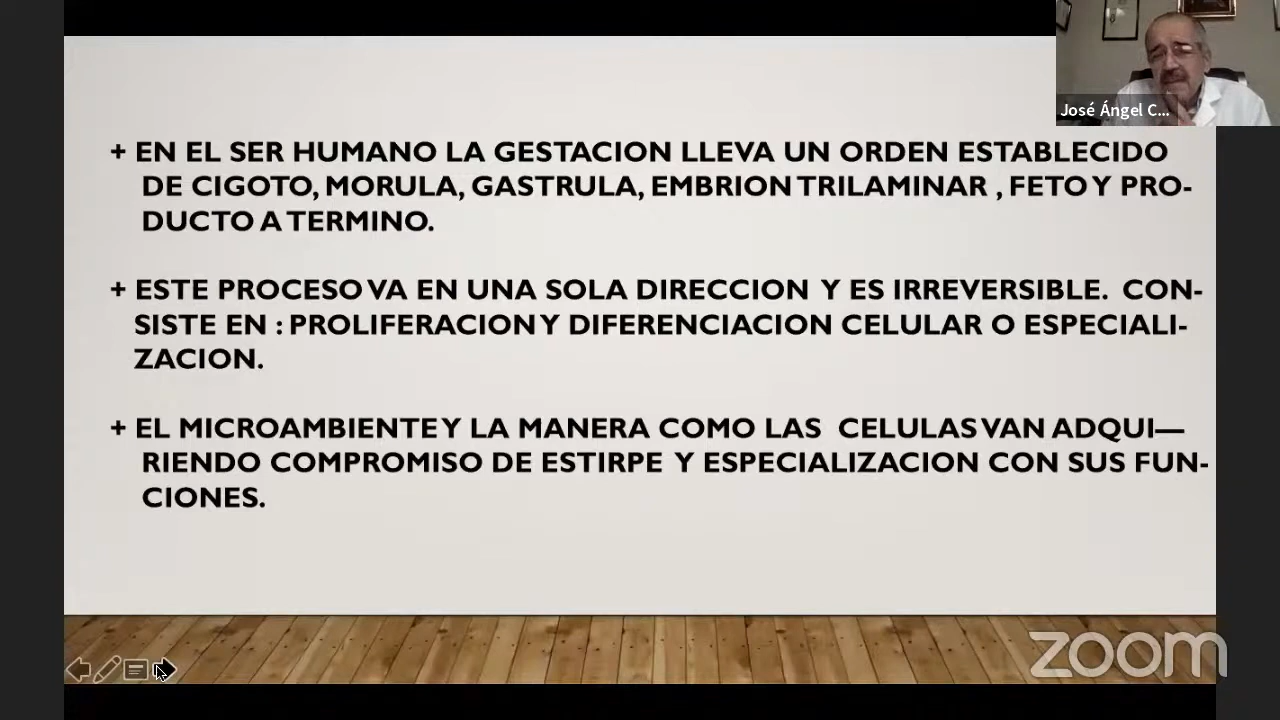 José Ángel C...
+ EN EL SER HUMANO LA GESTACION LLEVA UN ORDEN ESTABLECIDO
DE CIGOTO, MORULA, GASTRULA, EMBRION TRILAMINAR , FETO Y PRO-
DUCTO A TERMINO.
+ ESTE PROCESO VA EN UNA SOLA DIRECCION Y ES IRREVERSIBLE. CON-
SISTE EN : PROLIFERACION Y DIFERENCIACION CELULAR O ESPECIALI-
ZACION.
+ EL MICROAMBIENTE Y LA MANERA COMO LAS CELULAS VAN ADQUI—
RIENDO COMPROMISO DE ESTIRPE Y ESPECIALIZACION CON SUS FUN-
CIONES.
zoom